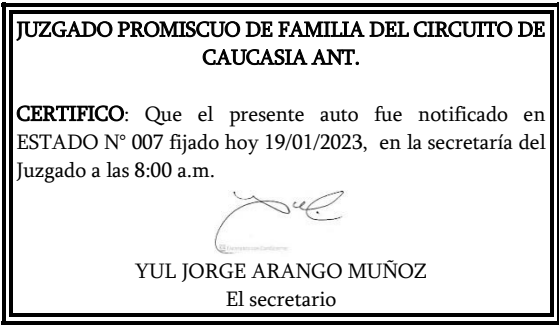 JUZGADO PROMISCUO DE FAMILIA DEL CIRCUITO DE
CAUCASIA ANT.
CERTIFICO: Que el presente auto fue notificado en
ESTADO N° 007 fijado hoy 19/01/2023, en la secretaría del
Juzgado a las 8:00 a.m.
YUL JORGE ARANGO MUÑOZ
El secretario